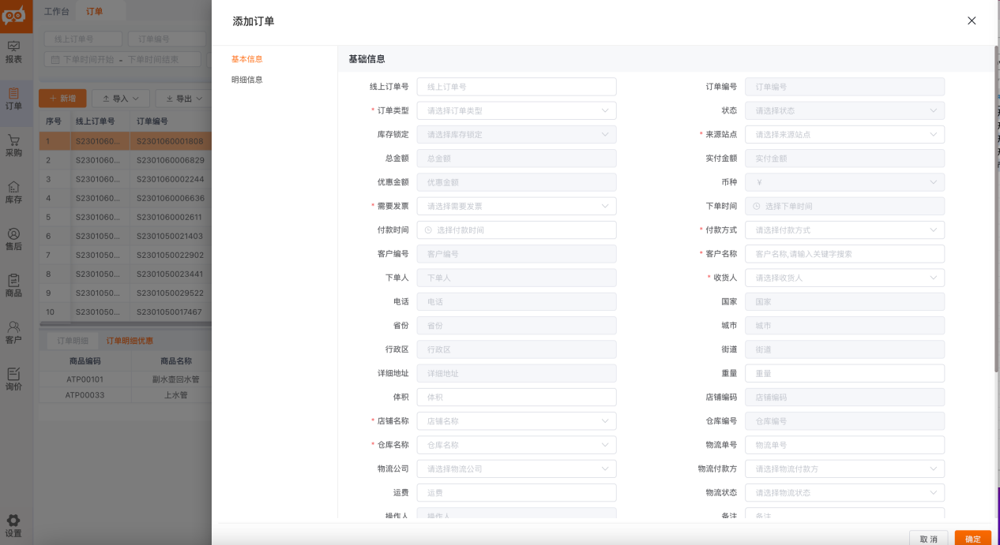 工作台 订单
线上订单号 订单编号
下单时间开始 - 下单时间结束
+ 新增 导入 导出
序号 线上订单号 订单编号
1 S2301060... S2301060001808
2 S2301060... S2301060006829
3 S2301060... S2301060002244
4 S2301060... S2301060006636
5 S2301060... S2301060002611
6 S2301050... S2301050021403
7 S2301050... S2301050022902
8 S2301050... S2301050023441
9 S2301050... S2301050029522
10 S2301050... S2301050017467
订单明细 订单明细优惠
商品编码 商品名称
ATP00101 副水壶回水管
ATP00033 上水管
报表
订单
采购
库存
售后
商品
客户
询价
设置
添加订单
基本信息
明细信息
基础信息
线上订单号 线上订单号 订单编号 订单编号
* 订单类型 请选择订单类型 状态 请选择状态
库存锁定 请选择库存锁定 * 来源站点 请选择来源站点
总金额 总金额 实付金额 实付金额
优惠金额 优惠金额 币种 ¥
* 需要发票 请选择需要发票 下单时间 选择下单时间
付款时间 选择付款时间 * 付款方式 请选择付款方式
客户编号 客户编号 * 客户名称 客户名称,请输入关键字搜索
下单人 下单人 * 收货人 请选择收货人
电话 电话 国家 国家
省份 省份 城市 城市
行政区 行政区 街道 街道
详细地址 详细地址 重量 重量
体积 体积 店铺编码 店铺编码
* 店铺名称 店铺名称 仓库编号 仓库编号
* 仓库名称 仓库名称 物流单号 物流单号
物流公司 请选择物流公司 物流付款方 请选择物流付款方
运费 运费 物流状态 请选择物流状态
操作人 操作人 备注 备注
取消 确定